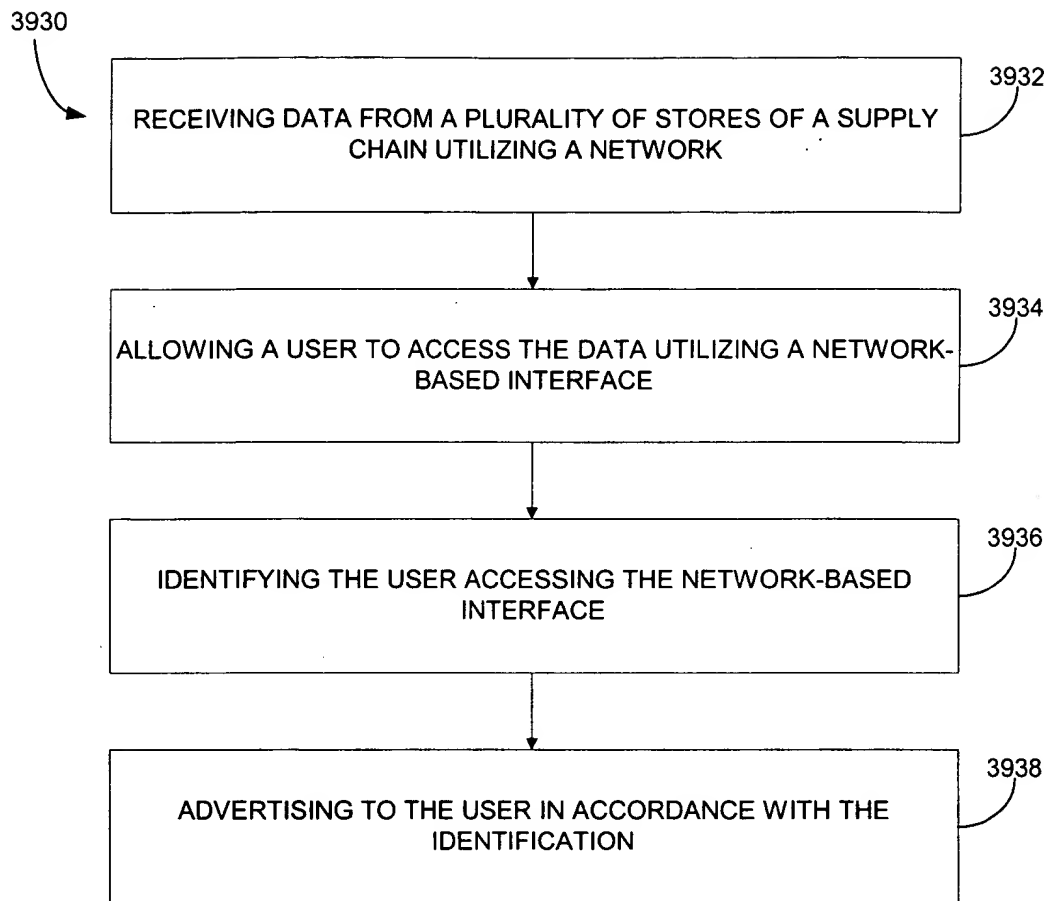 3930
3932
RECEIVING DATA FROM A PLURALITY OF STORES OF A SUPPLY
CHAIN UTILIZING A NETWORK
3934
ALLOWING A USER TO ACCESS THE DATA UTILIZING A NETWORK-
BASED INTERFACE
3936
IDENTIFYING THE USER ACCESSING THE NETWORK-BASED
INTERFACE
3938
ADVERTISING TO THE USER IN ACCORDANCE WITH THE
IDENTIFICATION